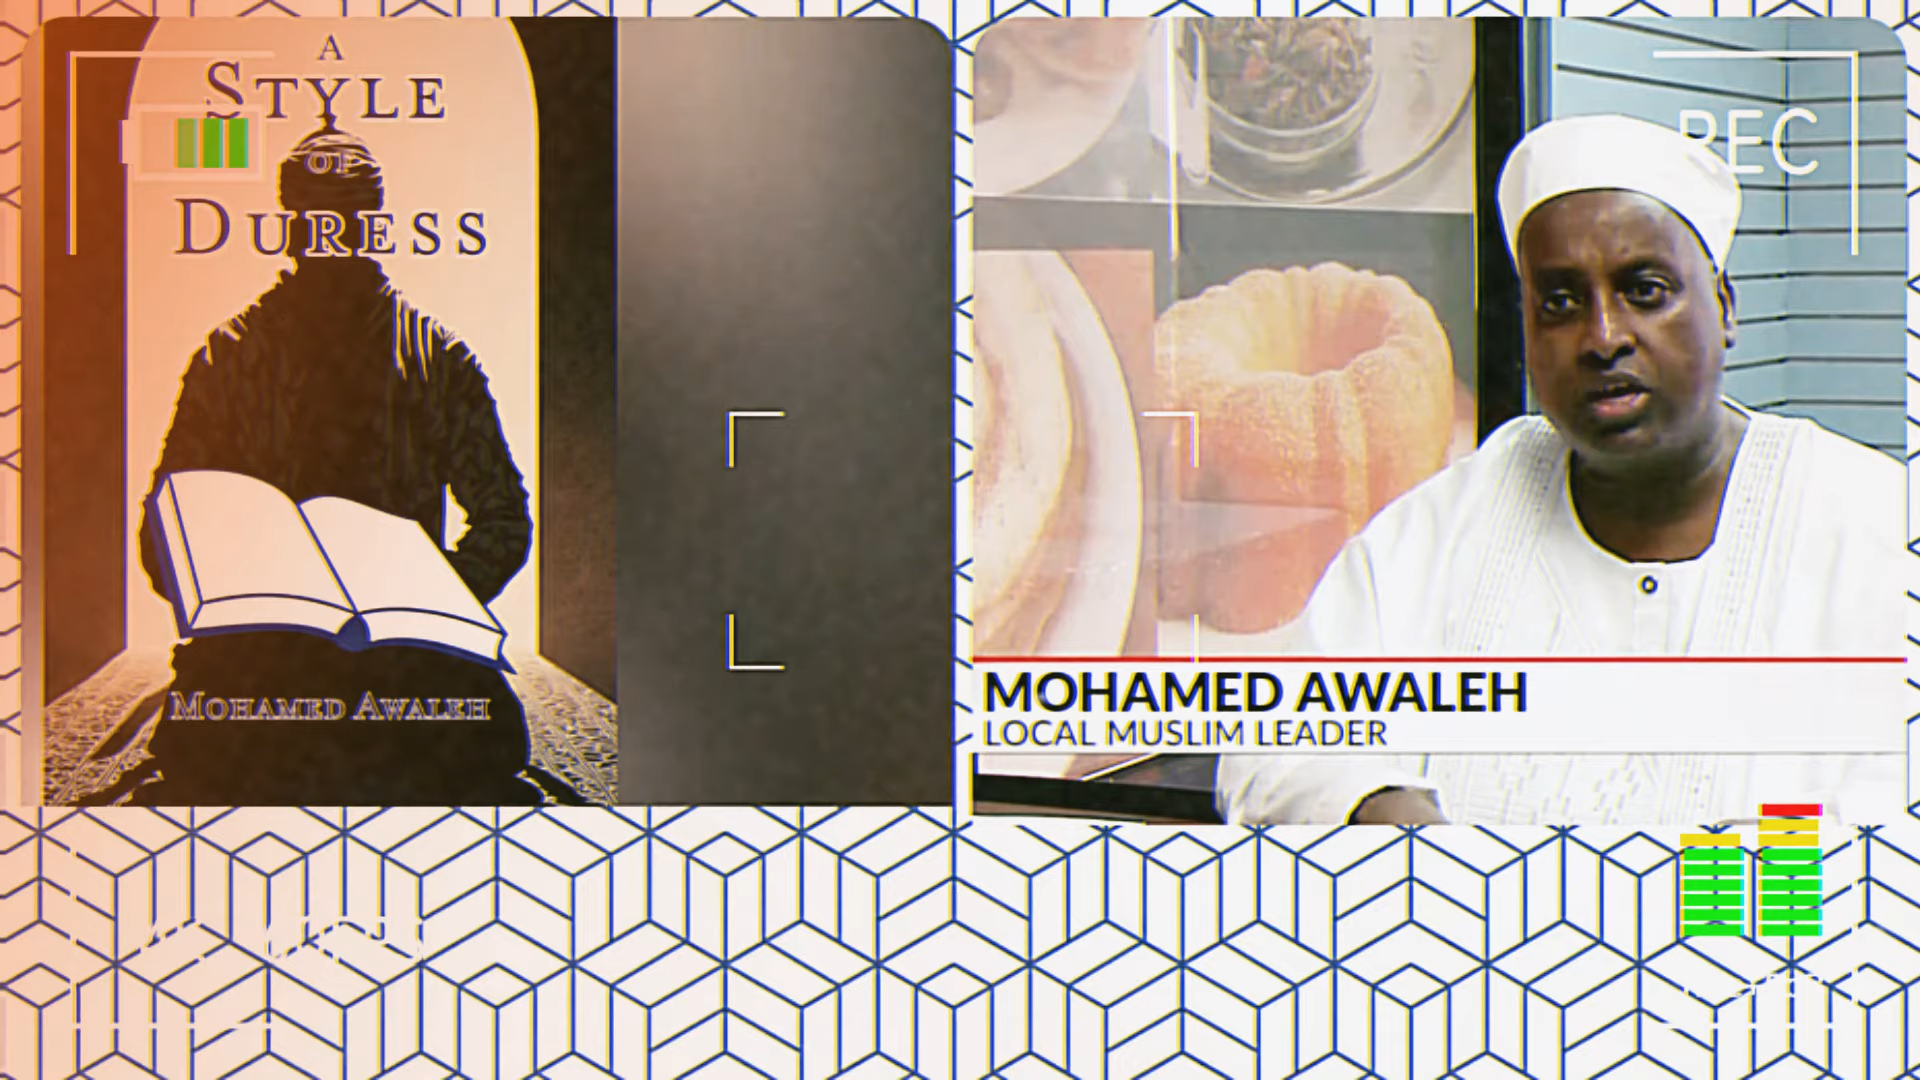 A
STYLE
OF
DURESS
MOHAMED AWALEH
REC
MOHAMED AWALEH
LOCAL MUSLIM LEADER